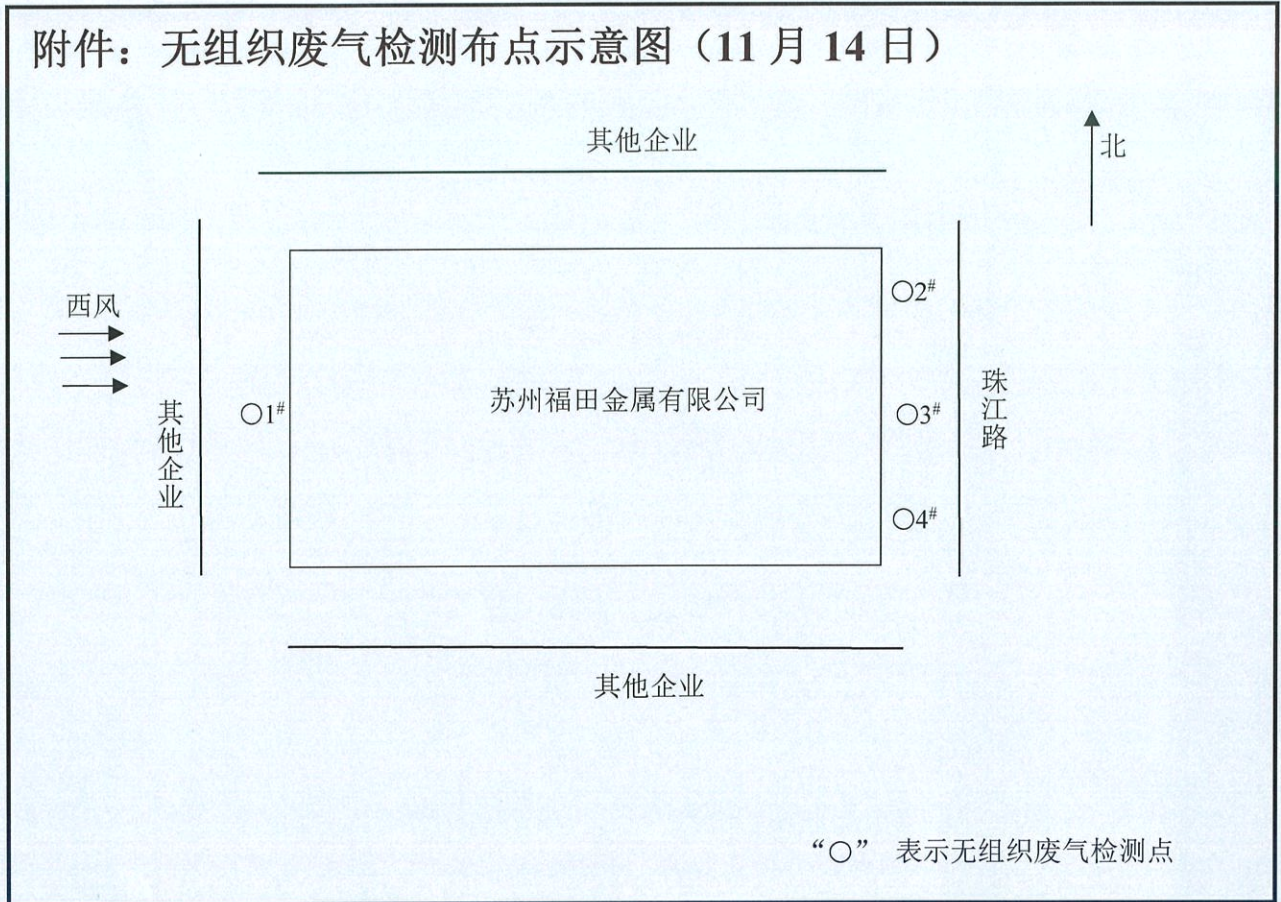 附件：无组织废气检测布点示意图（11 月 14 日）
其他企业
北
西风
○2#
其他企业
○1#
苏州福田金属有限公司
○3#
珠江路
○4#
其他企业
“○” 表示无组织废气检测点